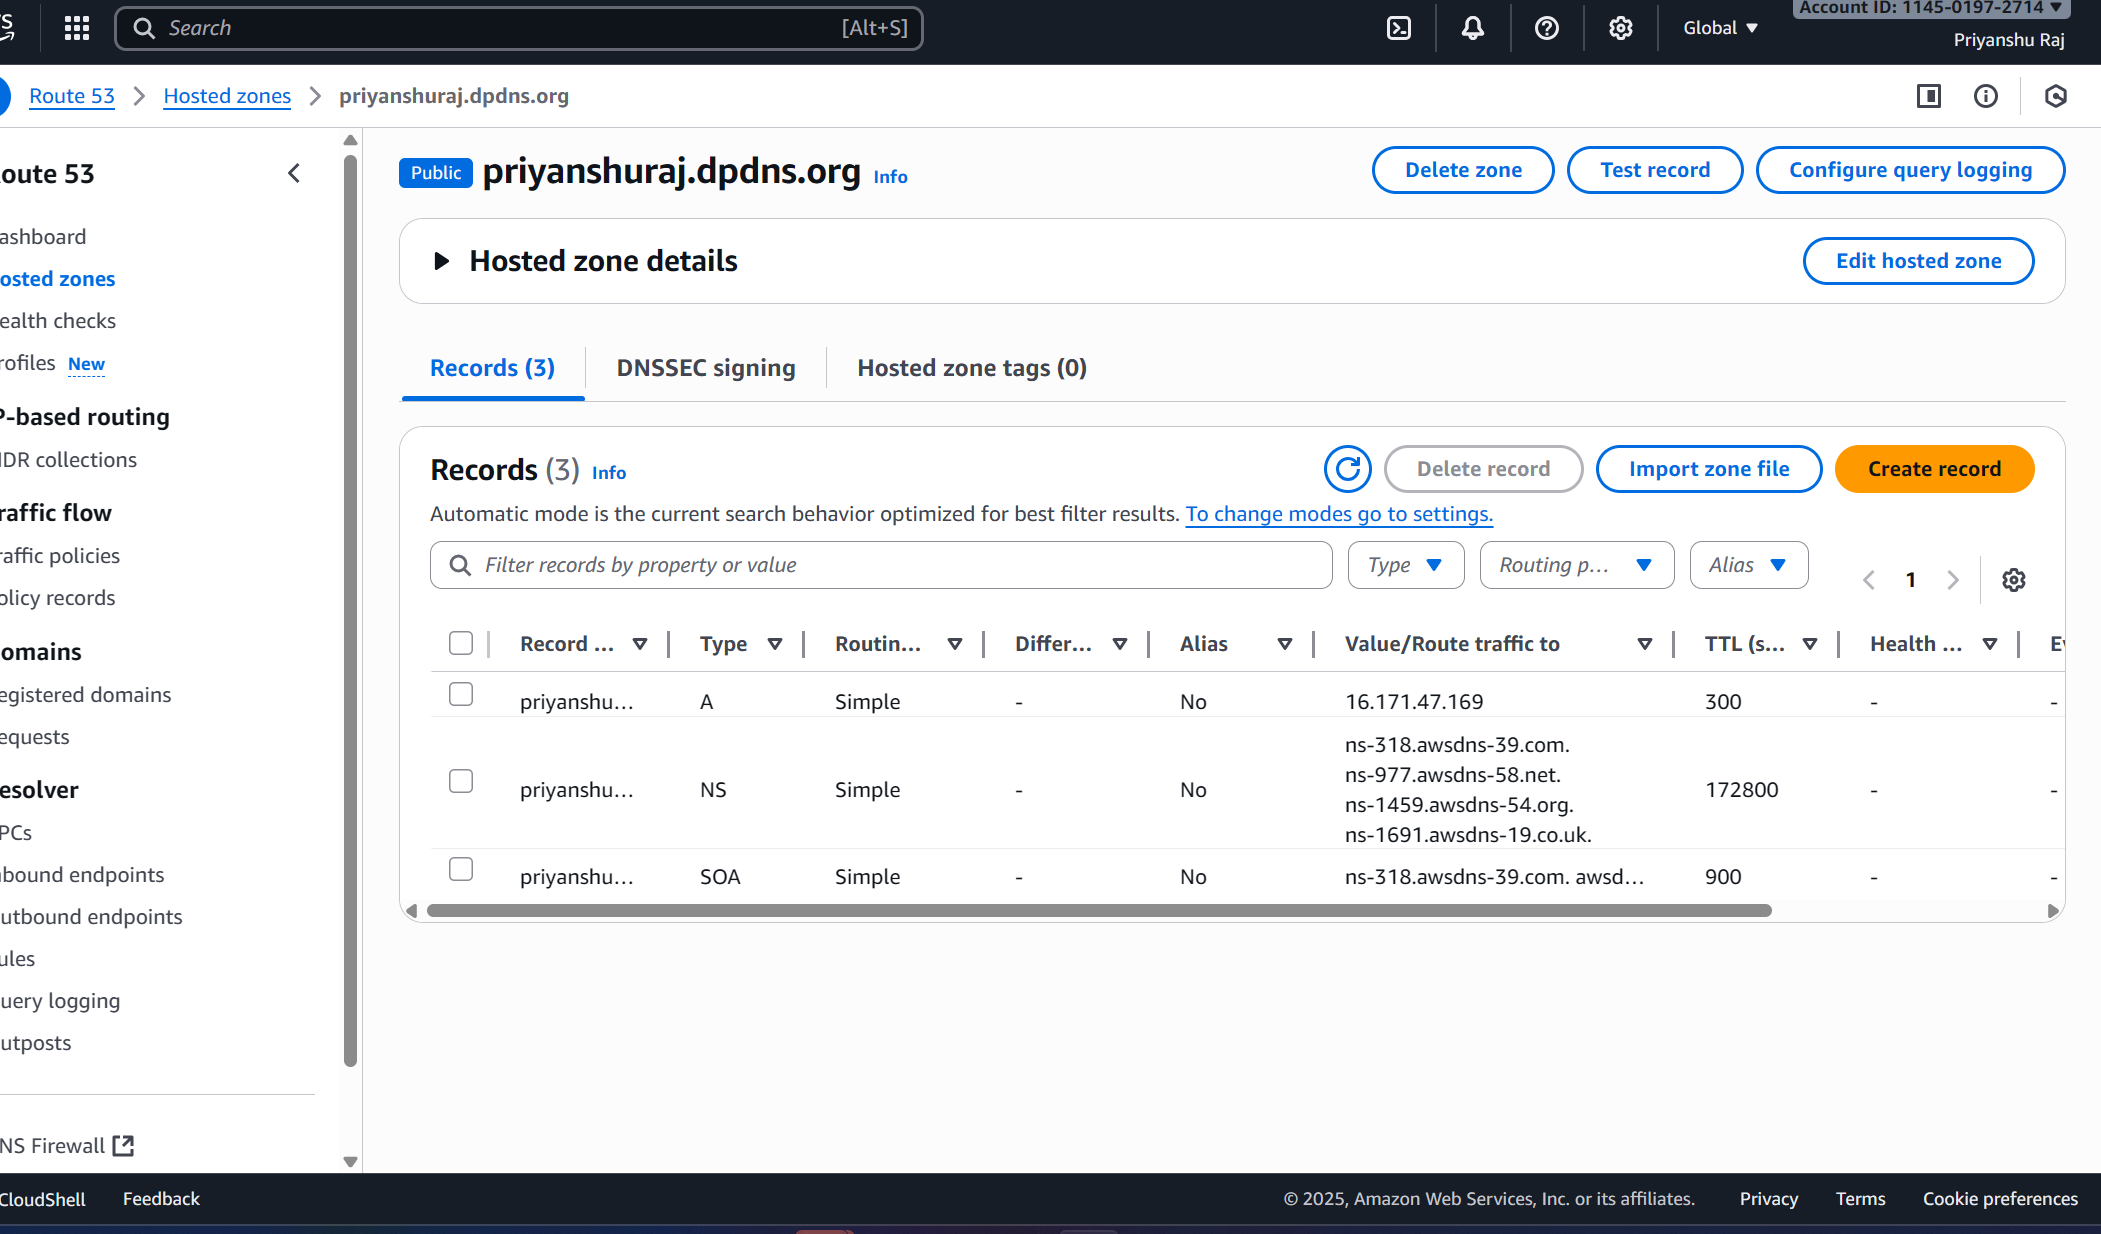 Search [Alt+S]
Global
Account ID: 1145-0197-2714
Priyanshu Raj
Route 53 > Hosted zones > priyanshuraj.dpdns.org
oute 53
ashboard
osted zones
ealth checks
rofiles New
P-based routing
IDR collections
raffic flow
raffic policies
olicy records
omains
egistered domains
equests
esolver
PCs
bound endpoints
utbound endpoints
ules
uery logging
utposts
NS Firewall
Public priyanshuraj.dpdns.org Info
Delete zone Test record Configure query logging
Hosted zone details
Edit hosted zone
Records (3) DNSSEC signing Hosted zone tags (0)
Records (3) Info
Delete record Import zone file Create record
Automatic mode is the current search behavior optimized for best filter results. To change modes go to settings.
Filter records by property or value Type Routing p... Alias 1
Record ... Type Routin... Differ... Alias Value/Route traffic to TTL (s... Health ... Ev
priyanshu... A Simple - No 16.171.47.169 300 - -
priyanshu... NS Simple - No ns-318.awsdns-39.com.
ns-977.awsdns-58.net.
ns-1459.awsdns-54.org.
ns-1691.awsdns-19.co.uk. 172800 - -
priyanshu... SOA Simple - No ns-318.awsdns-39.com. awsd... 900 - -
CloudShell Feedback © 2025, Amazon Web Services, Inc. or its affiliates. Privacy Terms Cookie preferences